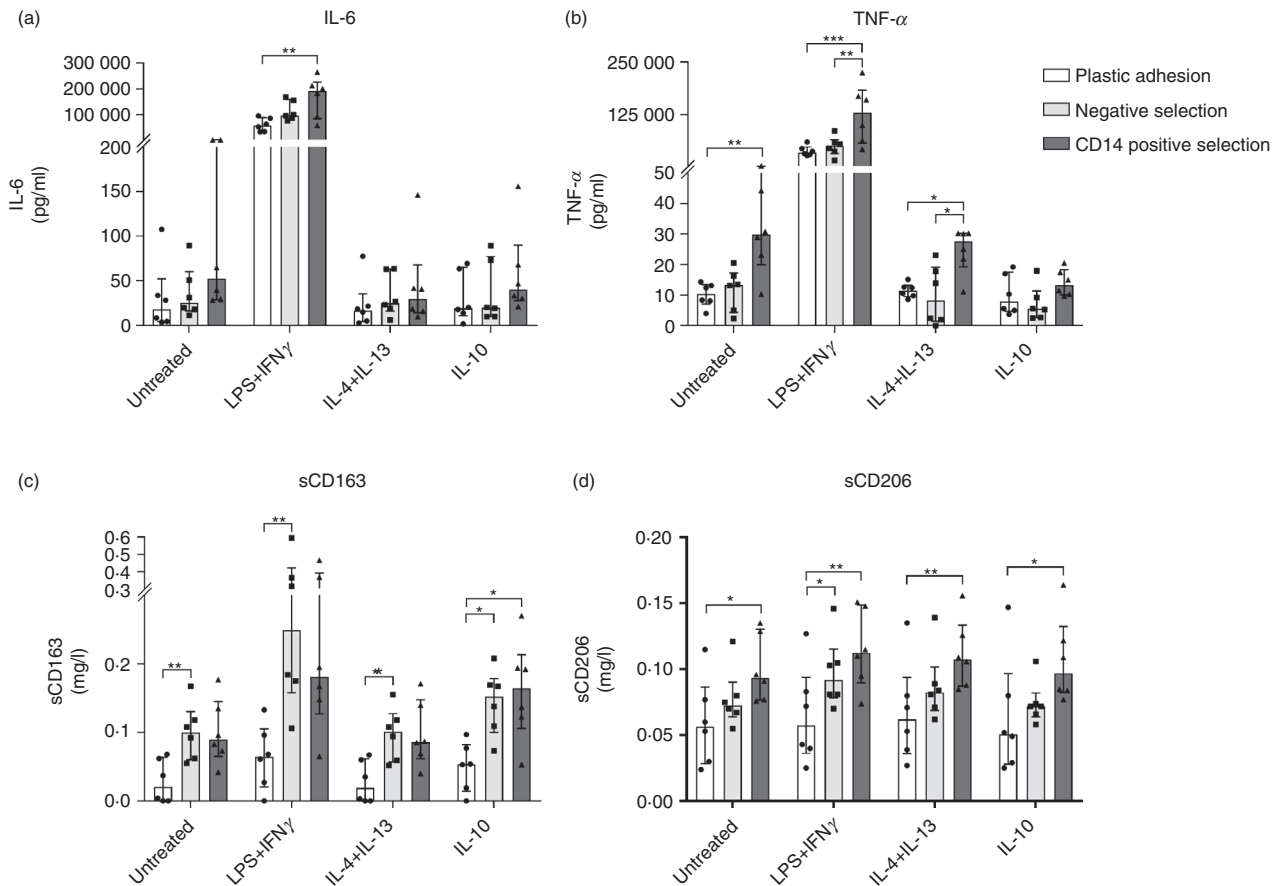 (a)
IL-6
300 000
200 000
100 000
200
150
100
50
0
IL-6
(pg/ml)
**
Untreated
LPS+IFNγ
IL-4+IL-13
IL-10
(b)
TNF-α
250 000
125 000
50
40
30
20
10
0
TNF-α
(pg/ml)
**
***
**
*
*
Untreated
LPS+IFNγ
IL-4+IL-13
IL-10
Plastic adhesion
Negative selection
CD14 positive selection
(c)
sCD163
0·6
0·5
0·4
0·3
0·2
0·1
0·0
sCD163
(mg/l)
**
**
**
*
*
Untreated
LPS+IFNγ
IL-4+IL-13
IL-10
(d)
sCD206
0·20
0·15
0·10
0·05
0·00
sCD206
(mg/l)
*
**
*
**
*
Untreated
LPS+IFNγ
IL-4+IL-13
IL-10